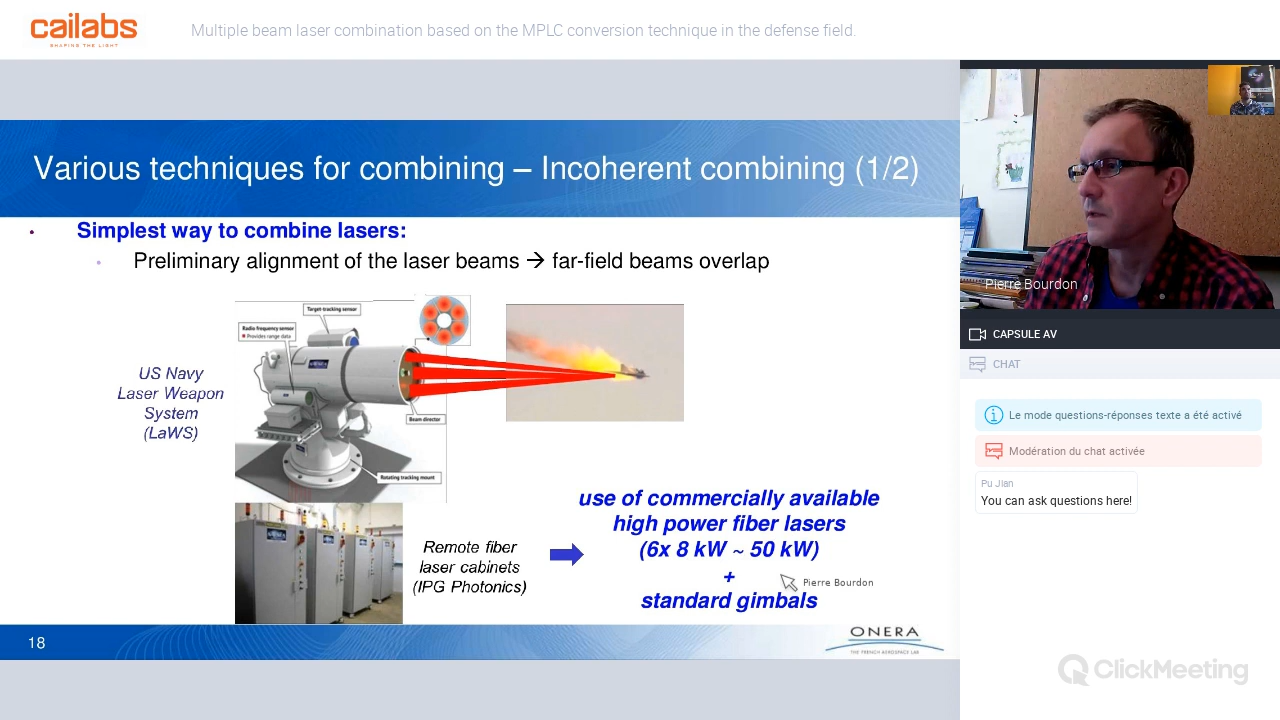 cailabs
SHAPING THE LIGHT
Multiple beam laser combination based on the MPLC conversion technique in the defense field.
Various techniques for combining – Incoherent combining (1/2)
• Simplest way to combine lasers:
• Preliminary alignment of the laser beams → far-field beams overlap
Target-tracking sensor
Radio frequency sensor
• Provides range data
Beam director
Rotating tracking mount
US Navy
Laser Weapon
System
(LaWS)
Remote fiber
laser cabinets
(IPG Photonics)
use of commercially available
high power fiber lasers
(6x 8 kW ~ 50 kW)
+
standard gimbals
Pierre Bourdon
18
ONERA
THE FRENCH AEROSPACE LAB
Pierre Bourdon
CAPSULE AV
CHAT
Le mode questions-réponses texte a été activé
Modération du chat activée
Pu Jian
You can ask questions here!
ClickMeeting